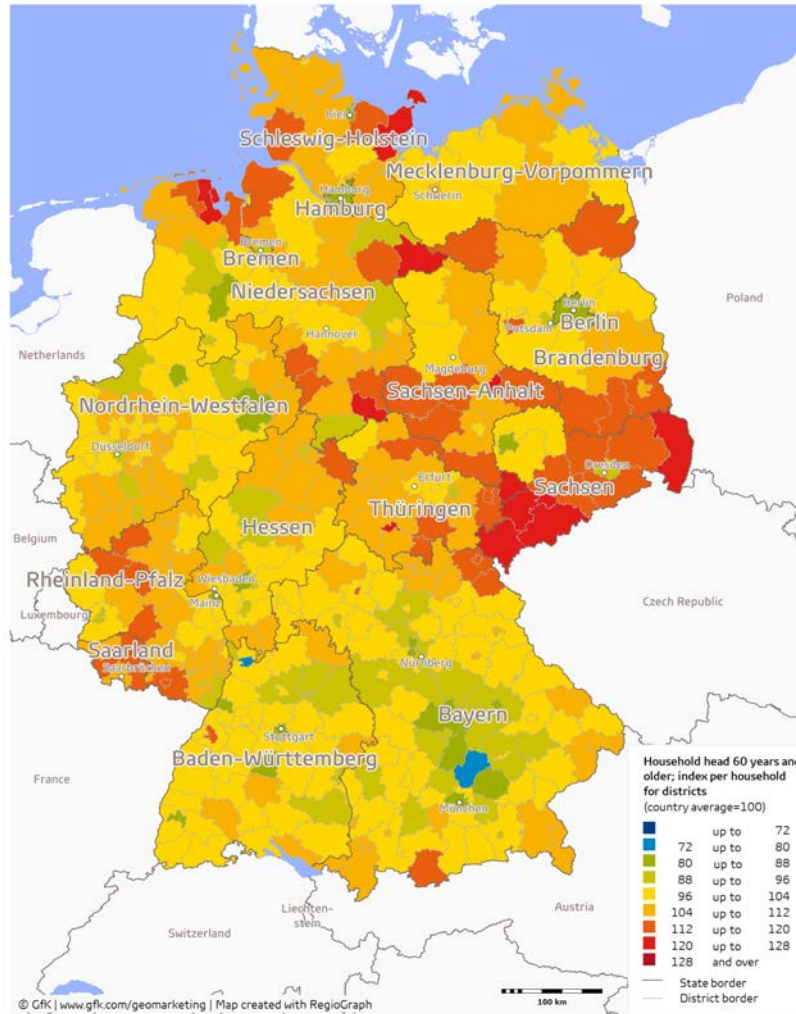 Kiel
Schleswig-Holstein
Mecklenburg-Vorpommern
Schwerin
Hamburg
Hamburg
Bremen
Bremen
Niedersachsen
Hannover
Berlin
Potsdam
Berlin
Brandenburg
Poland
Netherlands
Magdeburg
Sachsen-Anhalt
Nordrhein-Westfalen
Düsseldorf
Dresden
Erfurt
Sachsen
Thüringen
Hessen
Belgium
Rheinland-Pfalz
Wiesbaden
Mainz
Luxembourg
Czech Republic
Saarland
Saarbrücken
Nürnberg
Bayern
Stuttgart
Baden-Württemberg
France
München
Switzerland
Liechten-
stein
Austria
Household head 60 years and
older; index per household
for districts
(country average=100)
up to 72
72 up to 80
80 up to 88
88 up to 96
96 up to 104
104 up to 112
112 up to 120
120 up to 128
128 and over
State border
District border
100 km
© GfK | www.gfk.com/geomarketing | Map created with RegioGraph